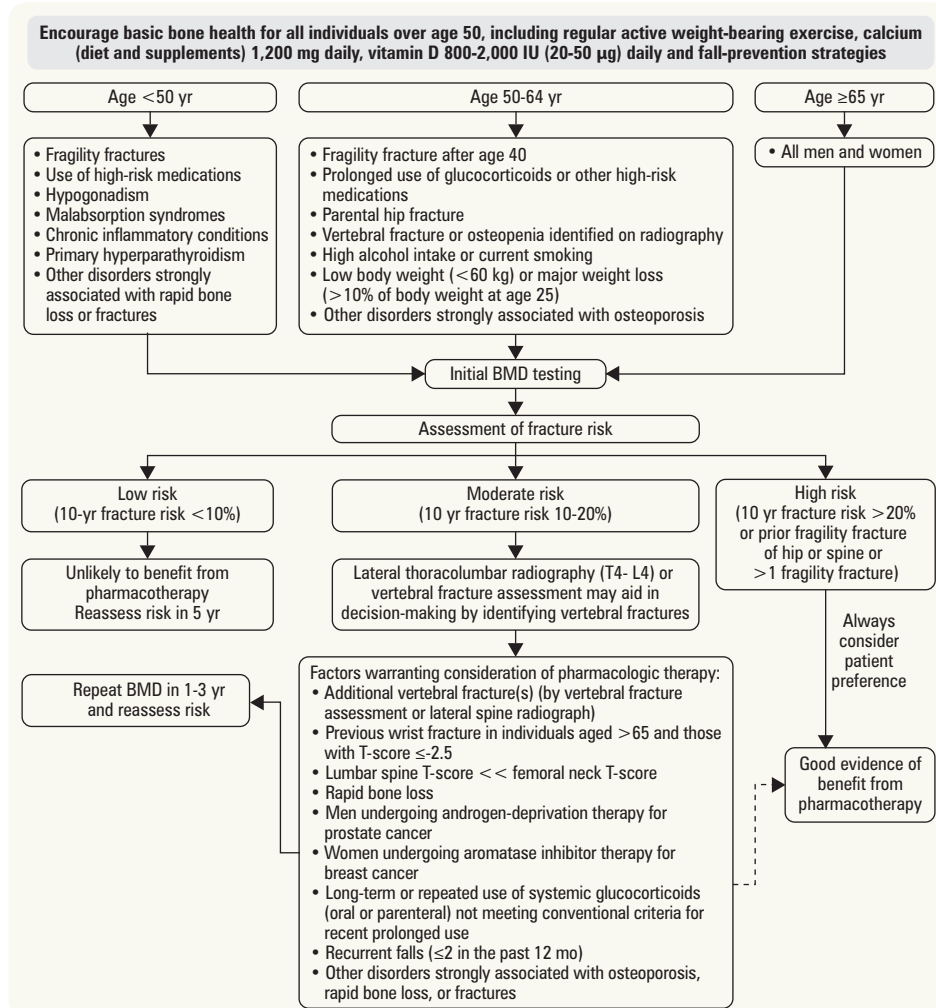 Encourage basic bone health for all individuals over age 50, including regular active weight-bearing exercise, calcium
(diet and supplements) 1,200 mg daily, vitamin D 800-2,000 IU (20-50 µg) daily and fall-prevention strategies
Age <50 yr
• Fragility fractures
• Use of high-risk medications
• Hypogonadism
• Malabsorption syndromes
• Chronic inflammatory conditions
• Primary hyperparathyroidism
• Other disorders strongly
associated with rapid bone
loss or fractures
Age 50-64 yr
• Fragility fracture after age 40
• Prolonged use of glucocorticoids or other high-risk
medications
• Parental hip fracture
• Vertebral fracture or osteopenia identified on radiography
• High alcohol intake or current smoking
• Low body weight (<60 kg) or major weight loss
(>10% of body weight at age 25)
• Other disorders strongly associated with osteoporosis
Age ≥65 yr
• All men and women
Initial BMD testing
Assessment of fracture risk
Low risk
(10-yr fracture risk <10%)
Unlikely to benefit from
pharmacotherapy
Reassess risk in 5 yr
Moderate risk
(10 yr fracture risk 10-20%)
Lateral thoracolumbar radiography (T4- L4) or
vertebral fracture assessment may aid in
decision-making by identifying vertebral fractures
High risk
(10 yr fracture risk >20%
or prior fragility fracture
of hip or spine or
>1 fragility fracture)
Always
consider
patient
preference
Repeat BMD in 1-3 yr
and reassess risk
Factors warranting consideration of pharmacologic therapy:
• Additional vertebral fracture(s) (by vertebral fracture
assessment or lateral spine radiograph)
• Previous wrist fracture in individuals aged >65 and those
with T-score ≤-2.5
• Lumbar spine T-score << femoral neck T-score
• Rapid bone loss
• Men undergoing androgen-deprivation therapy for
prostate cancer
• Women undergoing aromatase inhibitor therapy for
breast cancer
• Long-term or repeated use of systemic glucocorticoids
(oral or parenteral) not meeting conventional criteria for
recent prolonged use
• Recurrent falls (≤2 in the past 12 mo)
• Other disorders strongly associated with osteoporosis,
rapid bone loss, or fractures
Good evidence of
benefit from
pharmacotherapy